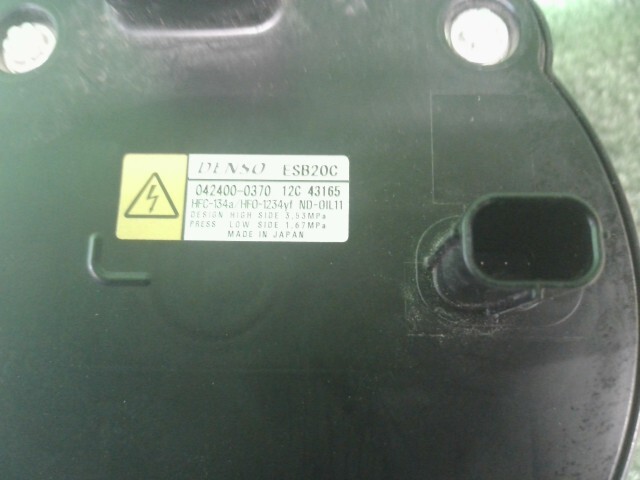 DENSO ESB20C
042400-0370 12C 43165
HFC-134a/HFO-1234yf ND-OIL11
DESIGN HIGH SIDE 3.53MPa
PRESS LOW SIDE 1.67MPa
MADE IN JAPAN